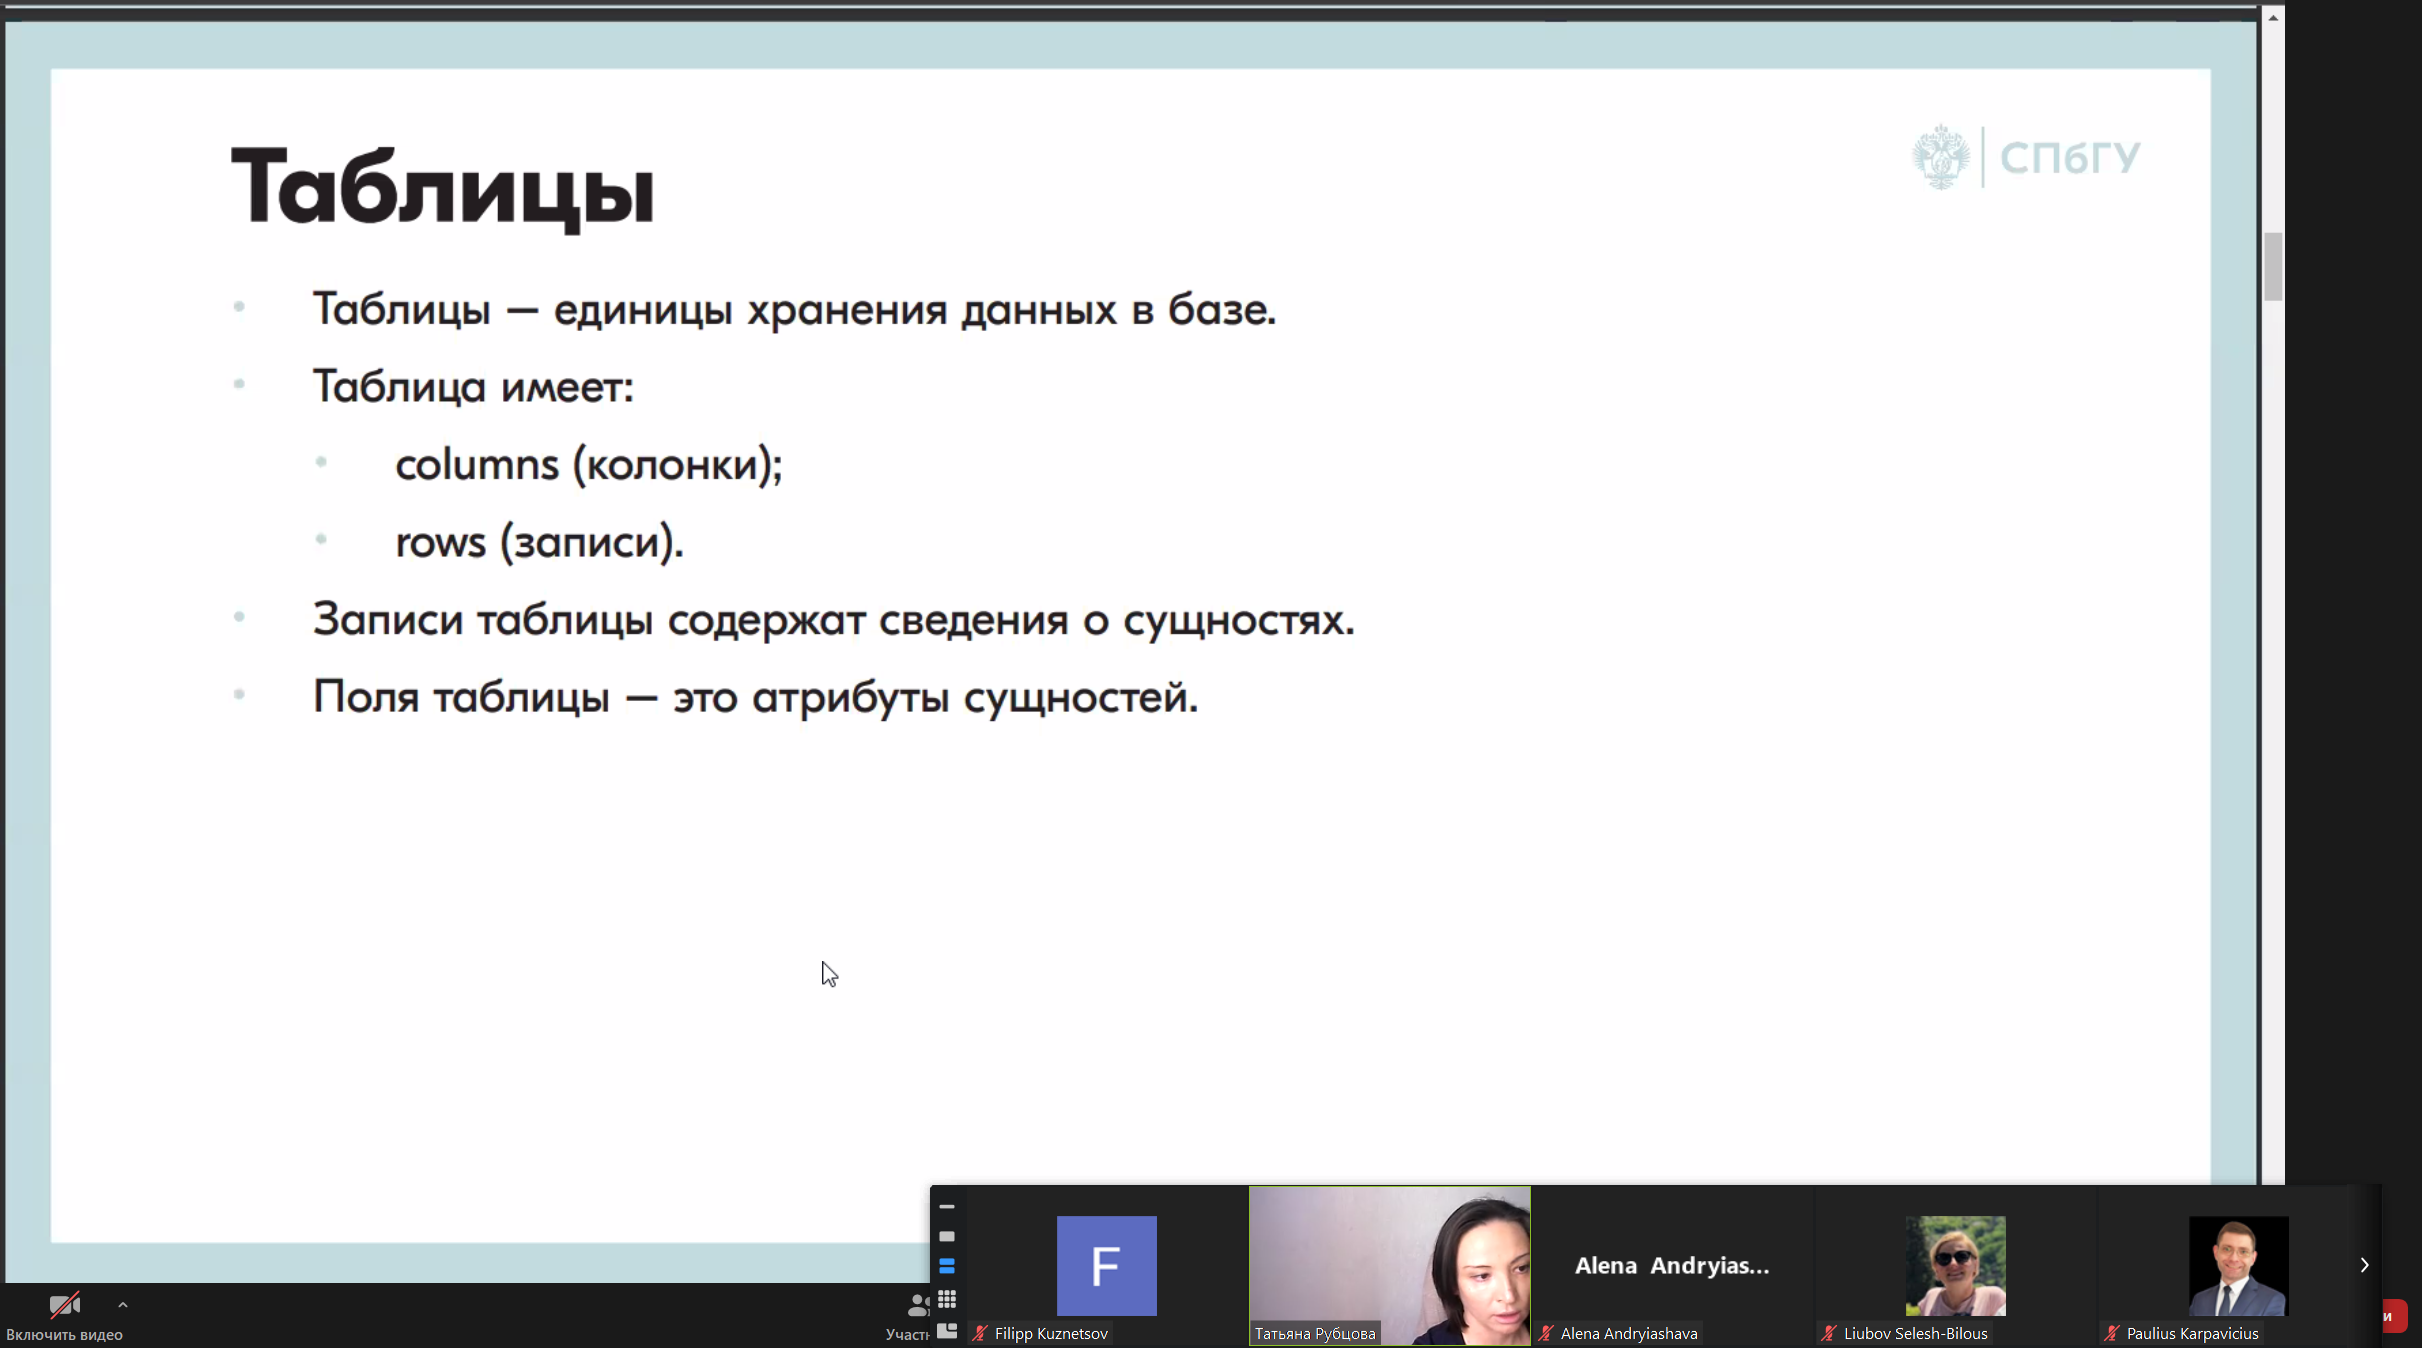 Таблицы
СПбГУ
Таблицы — единицы хранения данных в базе.
Таблица имеет:
columns (колонки);
rows (записи).
Записи таблицы содержат сведения о сущностях.
Поля таблицы — это атрибуты сущностей.
F
Alena Andryias...
Включить видео
Участн
Filipp Kuznetsov
Татьяна Рубцова
Alena Andryiashava
Liubov Selesh-Bilous
Paulius Karpavicius
и